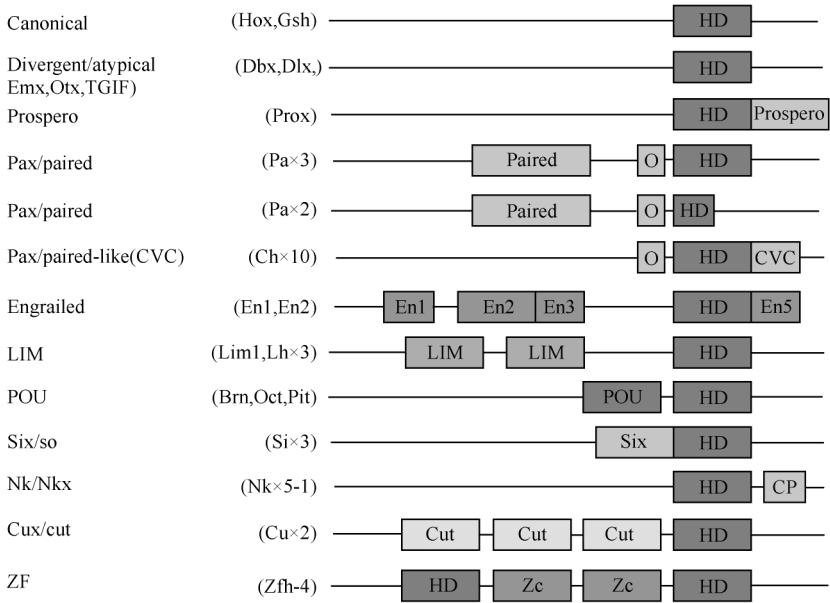 Canonical (Hox,Gsh) HD
Divergent/atypical (Dbx,Dlx,) HD
Emx,Otx,TGIF)
Prospero (Prox) HD Prospero
Pax/paired (Pa×3) Paired O HD
Pax/paired (Pa×2) Paired O HD
Pax/paired-like(CVC) (Ch×10) O HD CVC
Engrailed (En1,En2) En1 En2 En3 HD En5
LIM (Lim1,Lh×3) LIM LIM HD
POU (Brn,Oct,Pit) POU HD
Six/so (Si×3) Six HD
Nk/Nkx (Nk×5-1) HD CP
Cux/cut (Cu×2) Cut Cut Cut HD
ZF (Zfh-4) HD Zc Zc HD